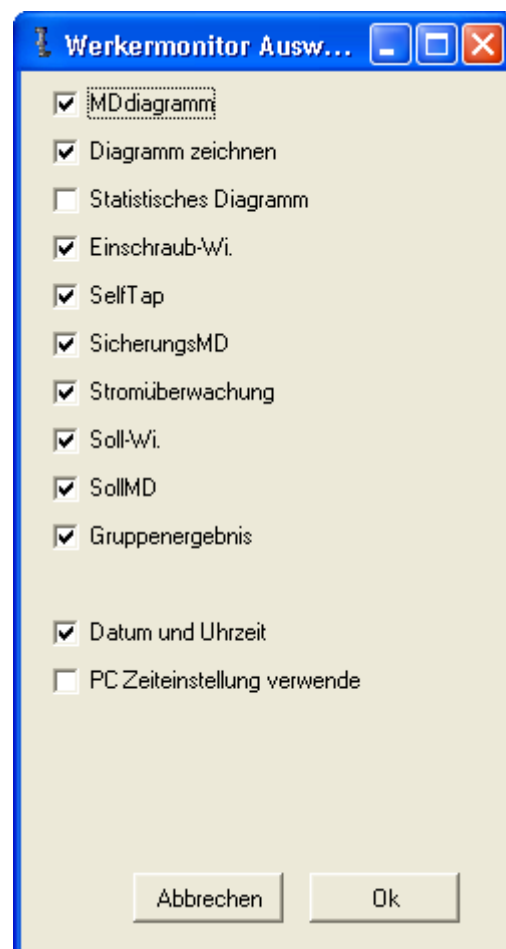 Werkermonitor Ausw...
MDdiagramm
Diagramm zeichnen
Statistisches Diagramm
Einschraub-Wi.
SelfTap
SicherungsMD
Stromüberwachung
Soll-Wi.
SollMD
Gruppenergebnis
Datum und Uhrzeit
PC Zeiteinstellung verwende
Abbrechen
Ok